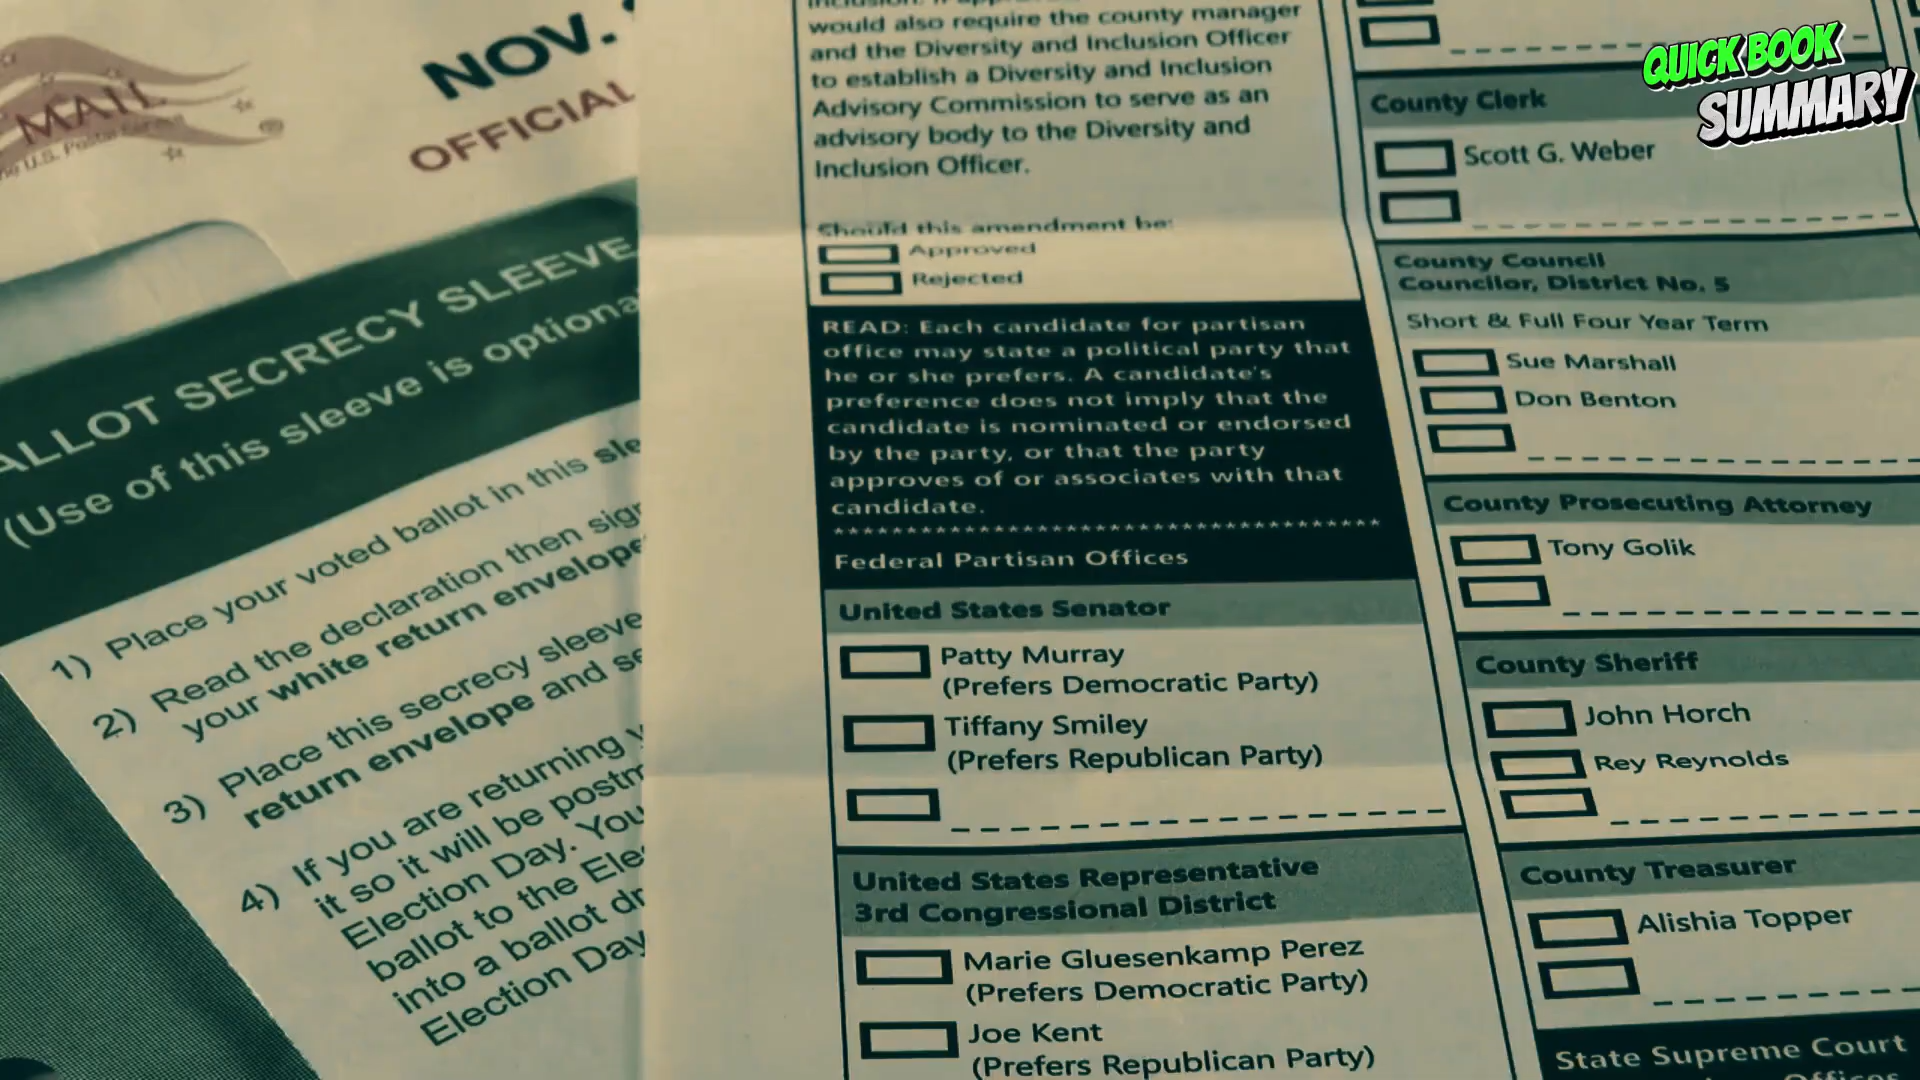 MAIL
U.S. Postal Service
NOV.
OFFICIAL
ALLOT SECRECY SLEEVE
(Use of this sleeve is optiona
1) Place your voted ballot in this sle
2) Read the declaration then sig
your white return envelope
3) Place this secrecy sleeve
return envelope and se
4) If you are returning y
it so it will be postm
Election Day. You
ballot to the Ele
into a ballot dr
Election Day
would also require the county manager
and the Diversity and Inclusion Officer
to establish a Diversity and Inclusion
Advisory Commission to serve as an
advisory body to the Diversity and
Inclusion Officer.
Should this amendment be:
Approved
Rejected
READ: Each candidate for partisan
office may state a political party that
he or she prefers. A candidate's
preference does not imply that the
candidate is nominated or endorsed
by the party, or that the party
approves of or associates with that
candidate.
**************************************
Federal Partisan Offices
United States Senator
Patty Murray
(Prefers Democratic Party)
Tiffany Smiley
(Prefers Republican Party)
United States Representative
3rd Congressional District
Marie Gluesenkamp Perez
(Prefers Democratic Party)
Joe Kent
(Prefers Republican Party)
County Clerk
Scott G. Weber
County Council
Councilor, District No. 5
Short & Full Four Year Term
Sue Marshall
Don Benton
County Prosecuting Attorney
Tony Golik
County Sheriff
John Horch
Rey Reynolds
County Treasurer
Alishia Topper
State Supreme Court
QUICK BOOK
SUMMARY